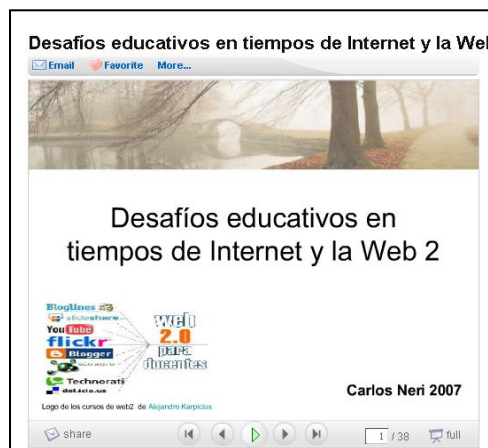 Desafíos educativos en tiempos de Internet y la Wel
Email Favorite More...
Desafíos educativos en
tiempos de Internet y la Web 2
Bloglines
slideshare
YouTube
flickr
Blogger
Technorati
del.icio.us
web
2.0
para
docentes
Logo de los cursos de web2 de Alejandro Karpicius
Carlos Neri 2007
share
1 / 38
full